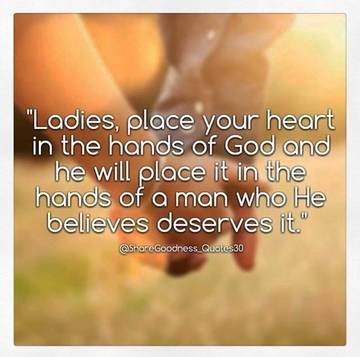 "Ladies, place your heart
in the hands of God and
he will place it in the
hands of a man who He
believes deserves it."
@ShareGoodness_Quotes30